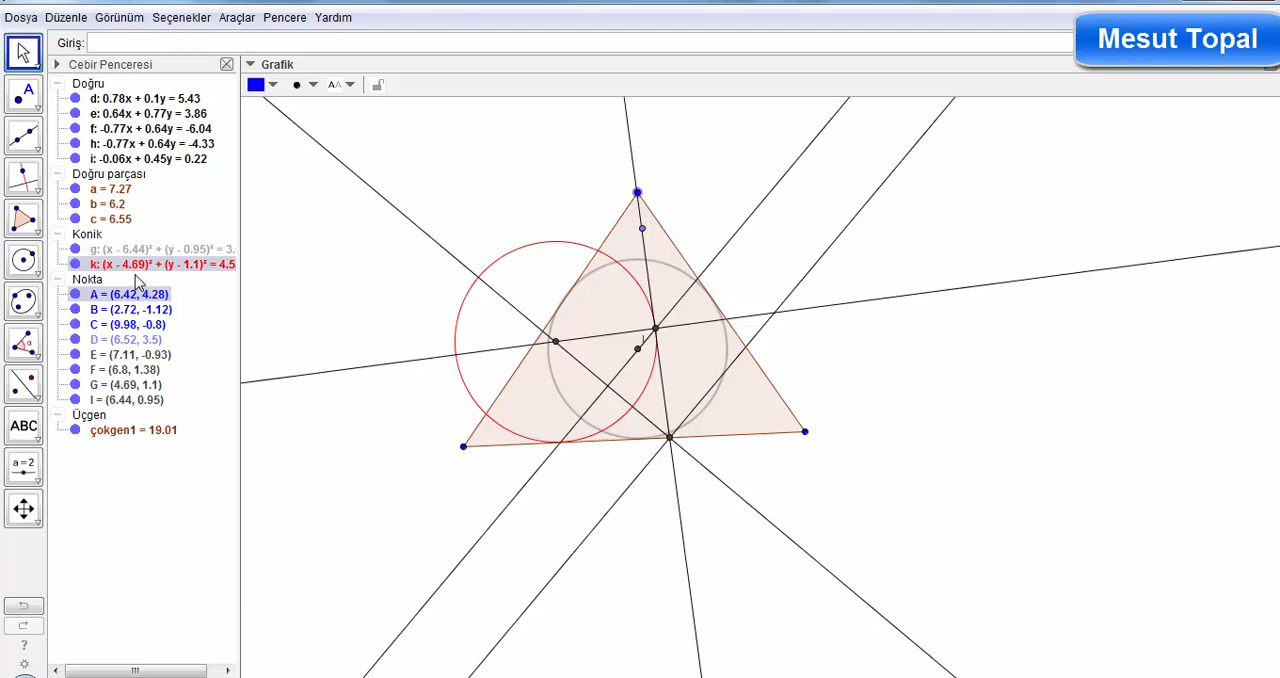 Dosya Düzenle Görünüm Seçenekler Araçlar Pencere Yardım
Mesut Topal
Giriş:
Cebir Penceresi
Grafik
Doğru
d: 0.78x + 0.1y = 5.43
e: 0.64x + 0.77y = 3.86
f: -0.77x + 0.64y = -6.04
h: -0.77x + 0.64y = -4.33
i: -0.06x + 0.45y = 0.22
Doğru parçası
a = 7.27
b = 6.2
c = 6.55
Konik
g: (x - 6.44)² + (y - 0.95)² = 3.
k: (x - 4.69)² + (y - 1.1)² = 4.5
Nokta
A = (6.42, 4.28)
B = (2.72, -1.12)
C = (9.98, -0.8)
D = (6.52, 3.5)
E = (7.11, -0.93)
F = (6.8, 1.38)
G = (4.69, 1.1)
I = (6.44, 0.95)
Üçgen
çokgen1 = 19.01
A
α
ABC
a=2
?
AA